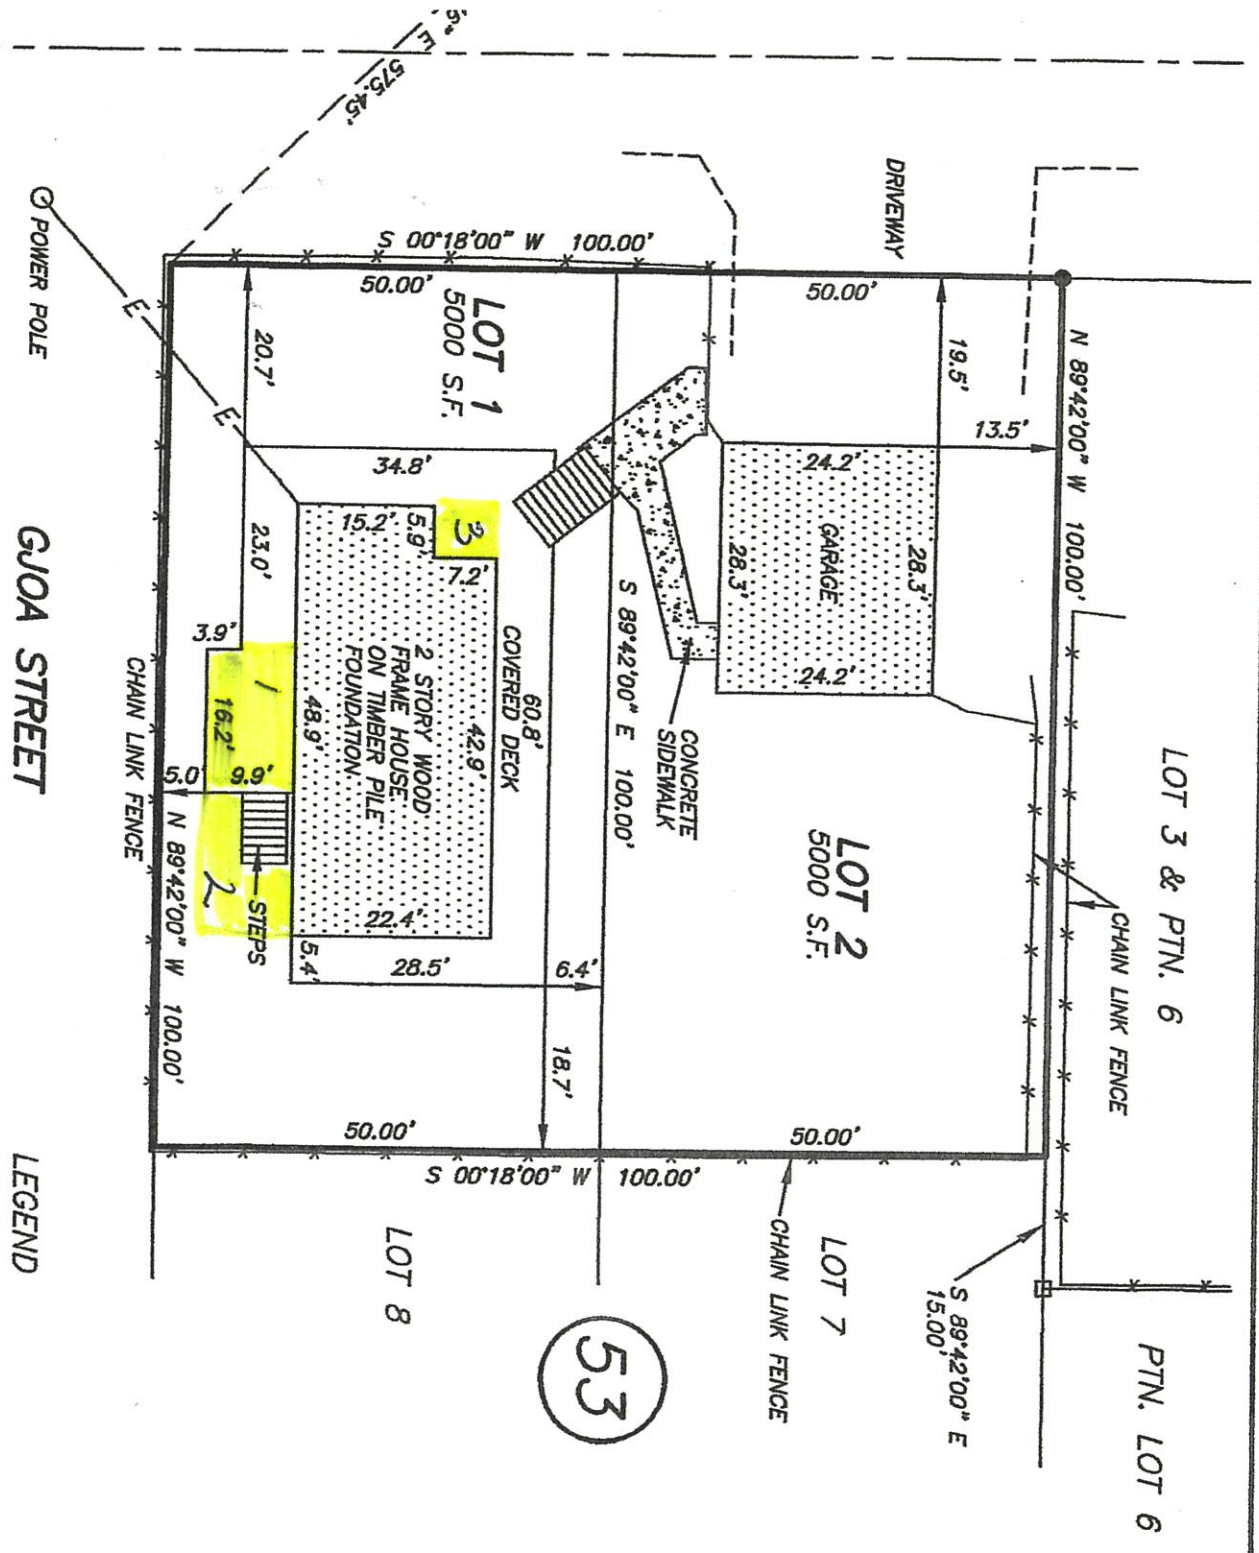 6" E
575.45'
POWER POLE
DRIVEWAY
S 00°18'00" W 100.00'
50.00'
50.00'
LOT 1
5000 S.F.
20.7'
34.8'
23.0'
E
E
19.5'
13.5'
N 89°42'00" W 100.00'
24.2'
GARAGE
28.3'
28.3'
24.2'
15.2'
5.9'
3
7.2'
COVERED DECK
60.8'
42.9'
2 STORY WOOD
FRAME HOUSE
ON TIMBER PILE
FOUNDATION
48.9'
S 89°42'00" E 100.00'
CONCRETE
SIDEWALK
3.9'
1
16.2'
5.0'
9.9'
2
STEPS
22.4'
5.4'
28.5'
6.4'
18.7'
CHAIN LINK FENCE
N 89°42'00" W 100.00'
GJOA STREET
LOT 2
5000 S.F.
LOT 3 & PTN. 6
CHAIN LINK FENCE
50.00'
50.00'
S 00°18'00" W 100.00'
CHAIN LINK FENCE
LOT 8
LOT 7
53
S 89°42'00" E
15.00'
PTN. LOT 6
LEGEND